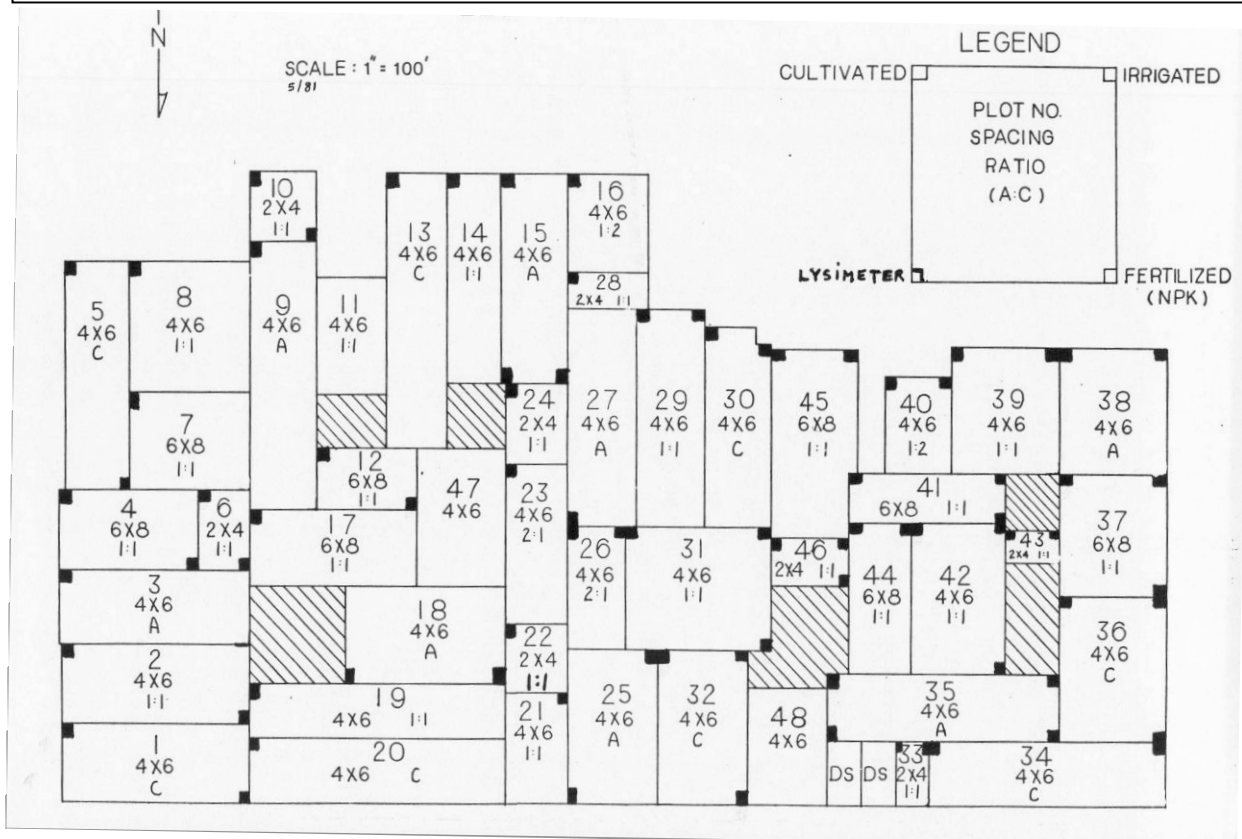 N
SCALE : 1" = 100'
5/81
LEGEND
CULTIVATED
IRRIGATED
PLOT NO.
SPACING
RATIO
(A:C)
LYSIMETER
FERTILIZED
(NPK)
10
2X4
1:1
13
4X6
C
14
4X6
1:1
15
4X6
A
16
4X6
1:2
28
2X4 1:1
5
4X6
C
8
4X6
1:1
9
4X6
A
11
4X6
1:1
7
6X8
1:1
24
2X4
1:1
27
4X6
A
29
4X6
1:1
30
4X6
C
45
6X8
1:1
40
4X6
1:2
39
4X6
1:1
38
4X6
A
12
6X8
1:1
47
4X6
23
4X6
2:1
41
6X8 1:1
37
6X8
1:1
4
6X8
1:1
6
2X4
1:1
17
6X8
1:1
26
4X6
2:1
31
4X6
1:1
46
2X4 1:1
44
6X8
1:1
42
4X6
1:1
43
2X4 1:1
3
4X6
A
18
4X6
A
22
2X4
1:1
36
4X6
C
2
4X6
1:1
19
4X6 1:1
21
4X6
1:1
25
4X6
A
32
4X6
C
48
4X6
35
4X6
A
1
4X6
C
20
4X6 C
DS
DS
33
2X4
1:1
34
4X6
C